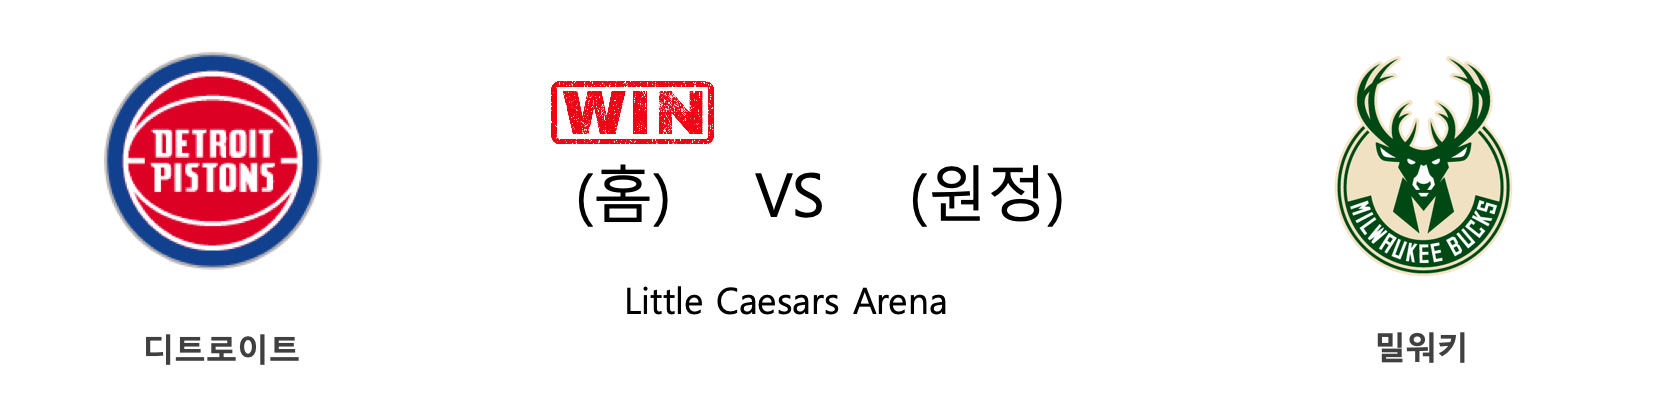 DETROIT
PISTONS
WIN
(홈) VS (원정)
Little Caesars Arena
디트로이트
MILWAUKEE BUCKS
밀워키